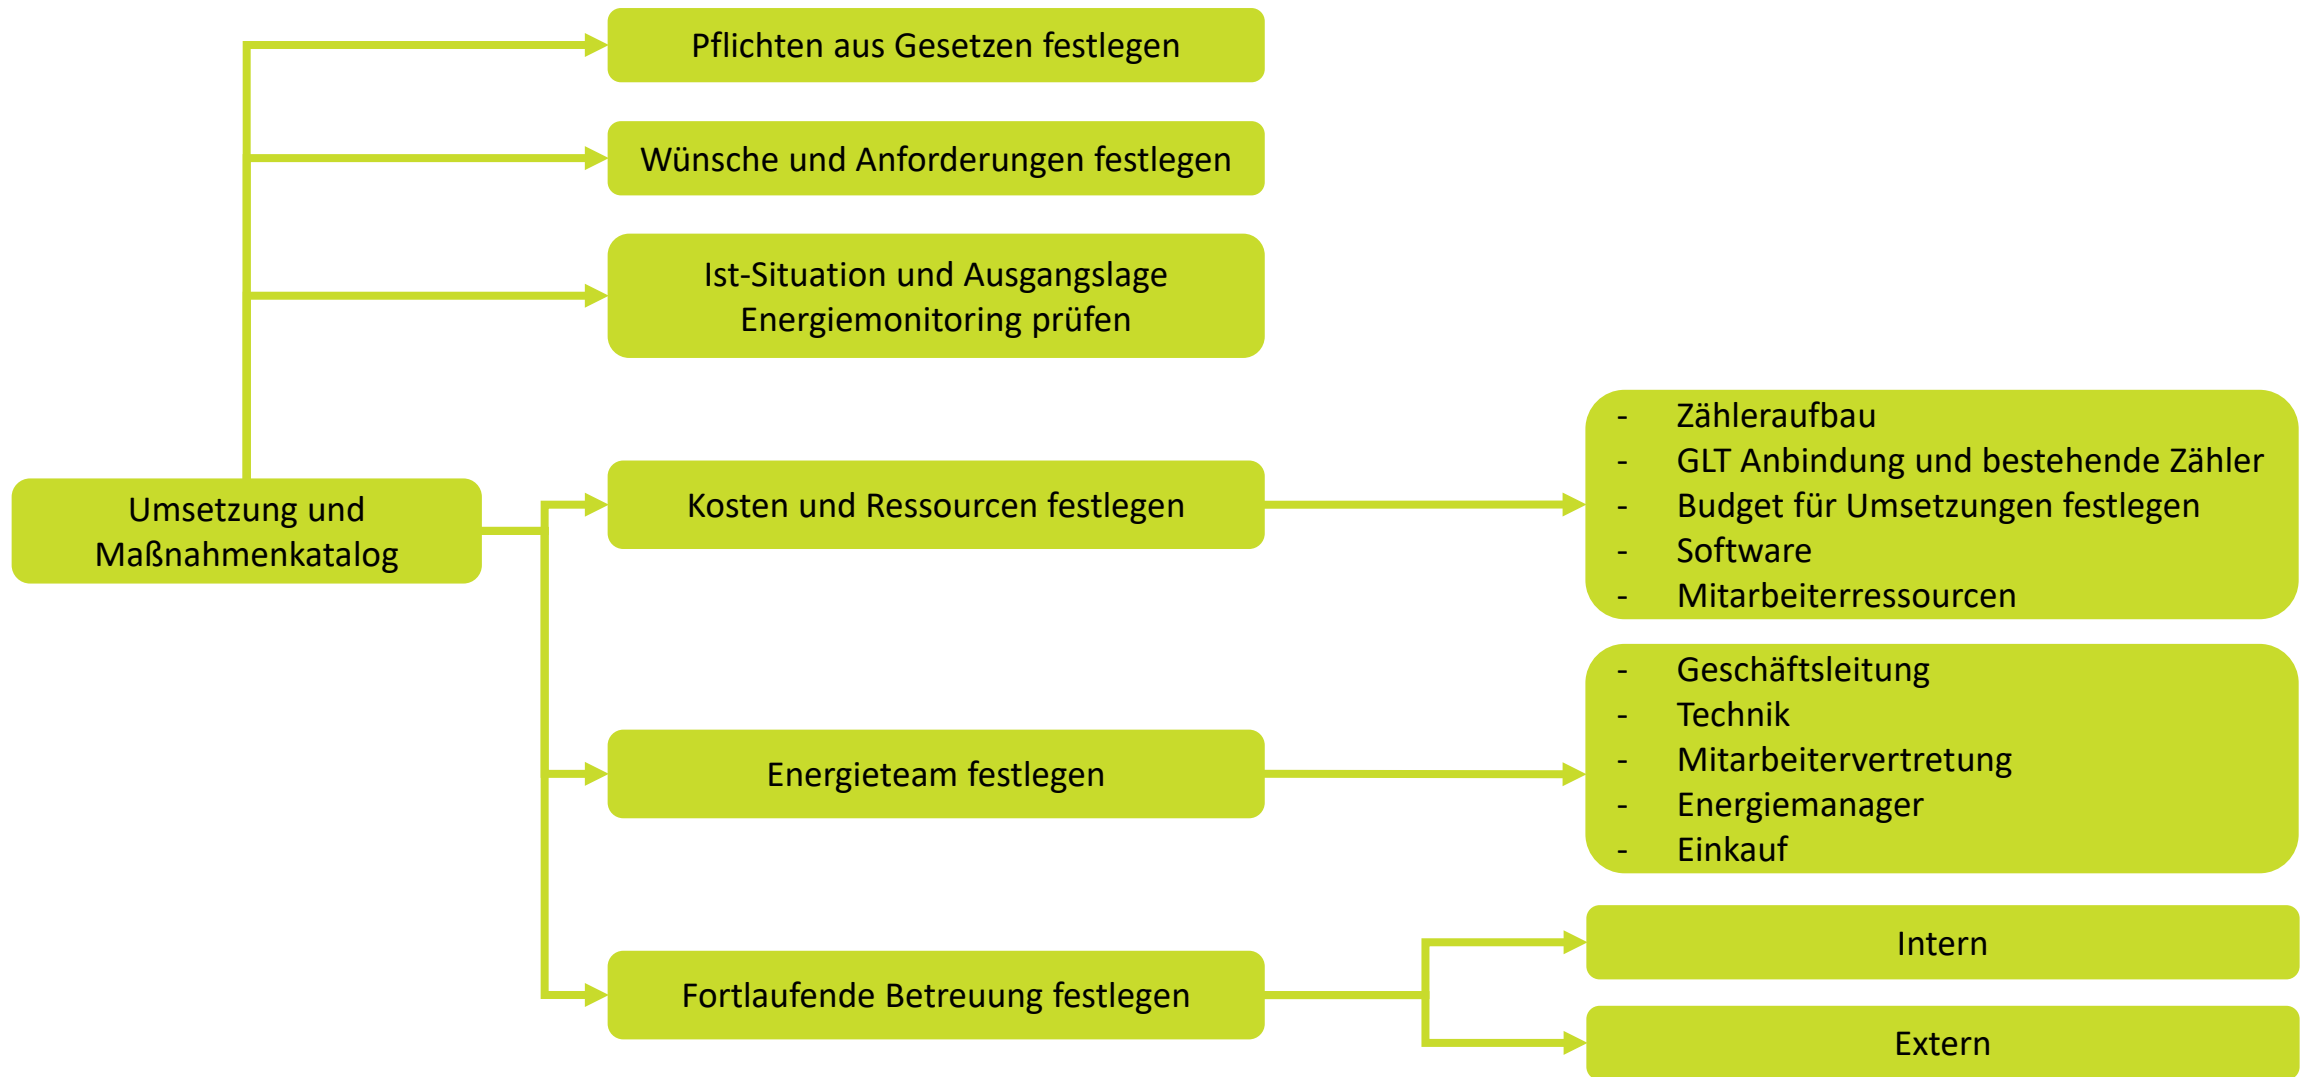 Pflichten aus Gesetzen festlegen
Wünsche und Anforderungen festlegen
Ist-Situation und Ausgangslage
Energiemonitoring prüfen
Umsetzung und
Maßnahmenkatalog
Kosten und Ressourcen festlegen
- Zähleraufbau
- GLT Anbindung und bestehende Zähler
- Budget für Umsetzungen festlegen
- Software
- Mitarbeiterressourcen
Energieteam festlegen
- Geschäftsleitung
- Technik
- Mitarbeitervertretung
- Energiemanager
- Einkauf
Fortlaufende Betreuung festlegen
Intern
Extern